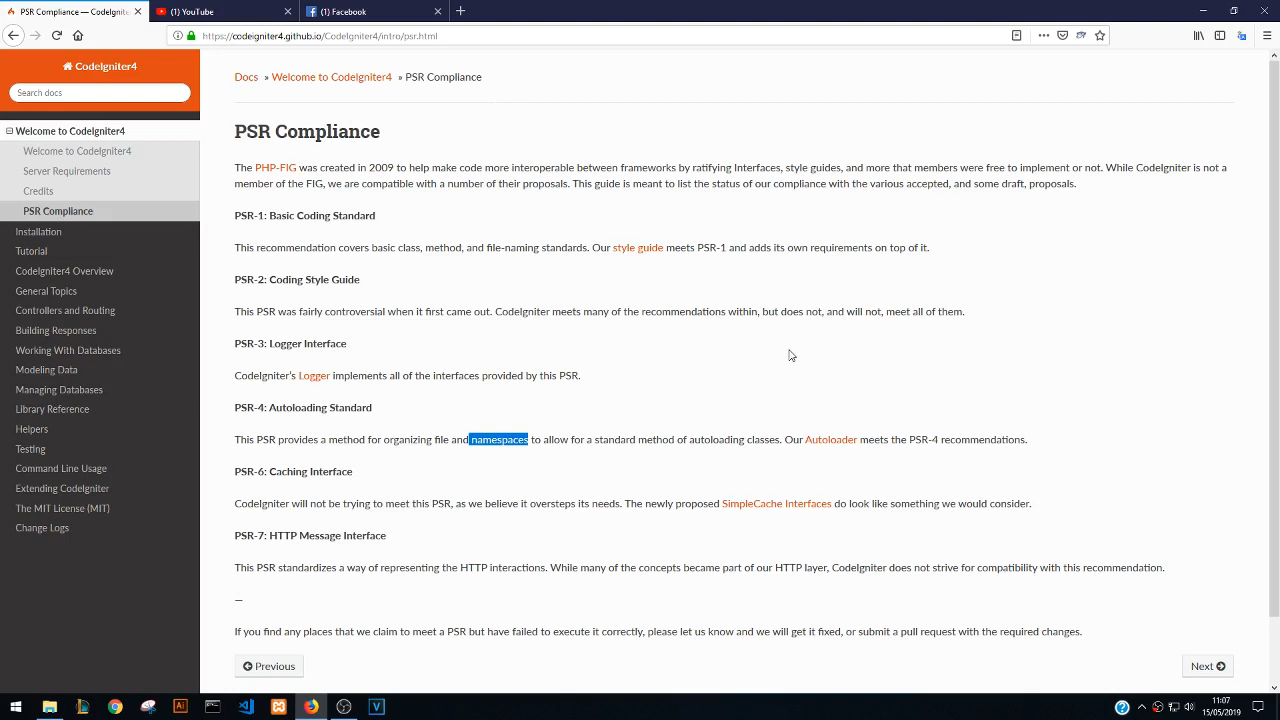 PSR Compliance — CodeIgnite
(1) YouTube
(1) Facebook
https://codeigniter4.github.io/CodeIgniter4/intro/psr.html
CodeIgniter4
Search docs
Welcome to CodeIgniter4
Welcome to CodeIgniter4
Server Requirements
Credits
PSR Compliance
Installation
Tutorial
CodeIgniter4 Overview
General Topics
Controllers and Routing
Building Responses
Working With Databases
Modeling Data
Managing Databases
Library Reference
Helpers
Testing
Command Line Usage
Extending CodeIgniter
The MIT License (MIT)
Change Logs
Docs » Welcome to CodeIgniter4 » PSR Compliance
PSR Compliance
The PHP-FIG was created in 2009 to help make code more interoperable between frameworks by ratifying Interfaces, style guides, and more that members were free to implement or not. While CodeIgniter is not a
member of the FIG, we are compatible with a number of their proposals. This guide is meant to list the status of our compliance with the various accepted, and some draft, proposals.
PSR-1: Basic Coding Standard
This recommendation covers basic class, method, and file-naming standards. Our style guide meets PSR-1 and adds its own requirements on top of it.
PSR-2: Coding Style Guide
This PSR was fairly controversial when it first came out. CodeIgniter meets many of the recommendations within, but does not, and will not, meet all of them.
PSR-3: Logger Interface
CodeIgniter’s Logger implements all of the interfaces provided by this PSR.
PSR-4: Autoloading Standard
This PSR provides a method for organizing file and namespaces to allow for a standard method of autoloading classes. Our Autoloader meets the PSR-4 recommendations.
PSR-6: Caching Interface
CodeIgniter will not be trying to meet this PSR, as we believe it oversteps its needs. The newly proposed SimpleCache Interfaces do look like something we would consider.
PSR-7: HTTP Message Interface
This PSR standardizes a way of representing the HTTP interactions. While many of the concepts became part of our HTTP layer, CodeIgniter does not strive for compatibility with this recommendation.
—
If you find any places that we claim to meet a PSR but have failed to execute it correctly, please let us know and we will get it fixed, or submit a pull request with the required changes.
Previous
Next
Ai
V
11:07
15/05/2019